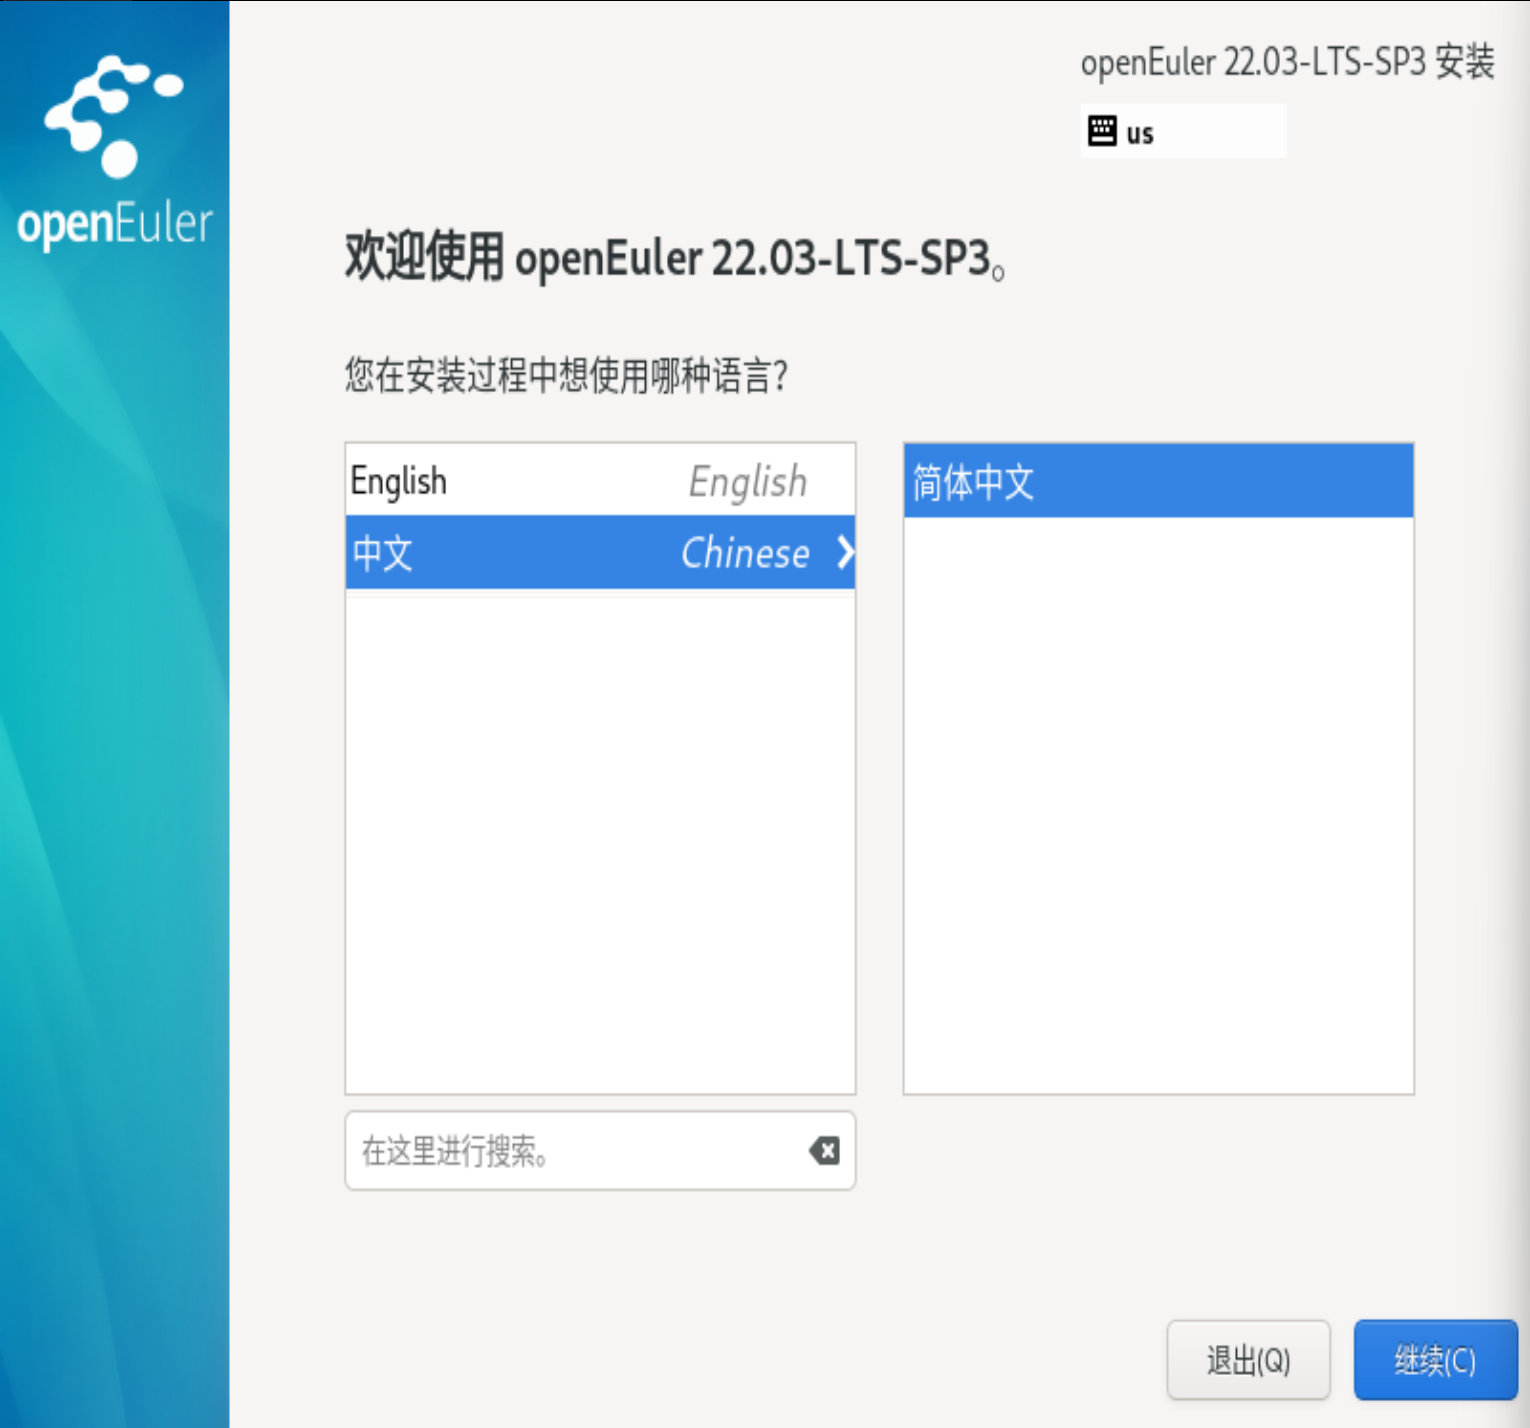 openEuler
openEuler 22.03-LTS-SP3 安装
us
欢迎使用 openEuler 22.03-LTS-SP3。
您在安装过程中想使用哪种语言？
English English
中文 Chinese
简体中文
在这里进行搜索。
退出(Q)
继续(C)